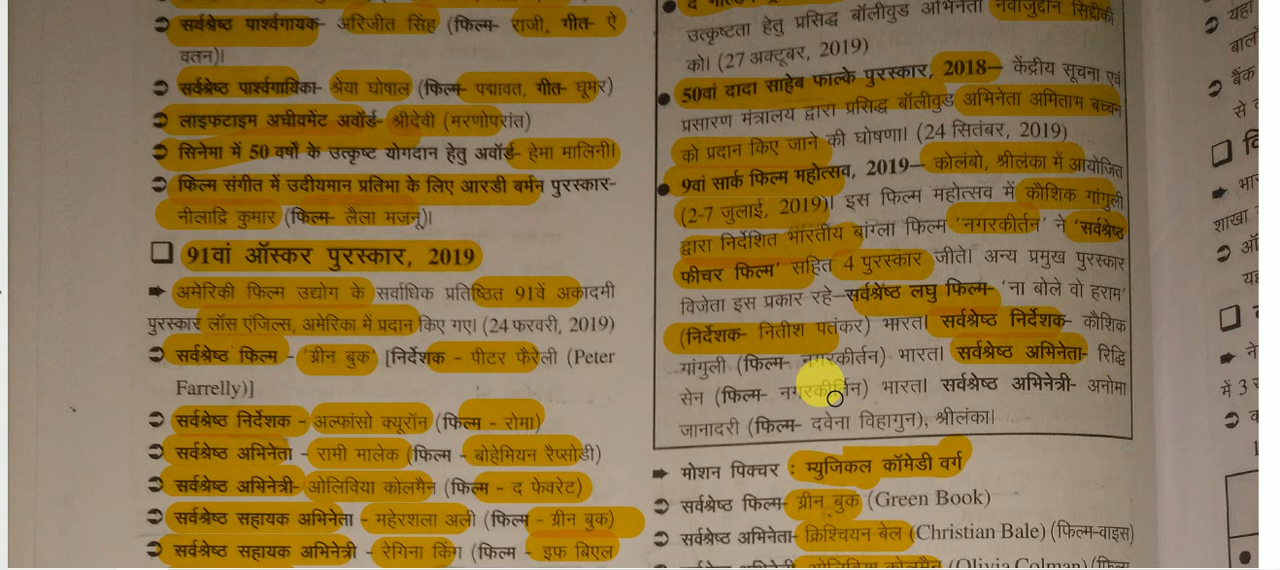 सर्वश्रेष्ठ पार्श्वगायक- अरिजीत सिंह (फिल्म- राजी, गीत- ऐ
वतन)।
सर्वश्रेष्ठ पार्श्वगायिका- श्रेया घोषाल (फिल्म- पद्मावत, गीत- घूमर)
लाइफटाइम अचीवमेंट अवॉर्ड- श्रीदेवी (मरणोपरांत)
सिनेमा में 50 वर्षों के उत्कृष्ट योगदान हेतु अवॉर्ड- हेमा मालिनी।
फिल्म संगीत में उदीयमान प्रतिभा के लिए आरडी बर्मन पुरस्कार-
नीलाद्रि कुमार (फिल्म- लैला मजनू)।
91वां ऑस्कर पुरस्कार, 2019
अमेरिकी फिल्म उद्योग के सर्वाधिक प्रतिष्ठित 91वें अकादमी
पुरस्कार लॉस एंजिल्स, अमेरिका में प्रदान किए गए। (24 फरवरी, 2019)
सर्वश्रेष्ठ फिल्म - 'ग्रीन बुक' [निर्देशक - पीटर फैरेली (Peter
Farrelly)]
सर्वश्रेष्ठ निर्देशक - अल्फांसो क्यूरॉन (फिल्म - रोमा)
सर्वश्रेष्ठ अभिनेता - रामी मालेक (फिल्म - बोहेमियन रैप्सोडी)
सर्वश्रेष्ठ अभिनेत्री- ओलिविया कोलमैन (फिल्म - द फेवरेट)
सर्वश्रेष्ठ सहायक अभिनेता - महेरशला अली (फिल्म - ग्रीन बुक)
सर्वश्रेष्ठ सहायक अभिनेत्री - रेगिना किंग (फिल्म - इफ बिएल
उत्कृष्टता हेतु प्रसिद्ध बॉलीवुड अभिनेता नवाजुद्दीन सिद्दीकी
को। (27 अक्टूबर, 2019)
50वां दादा साहेब फाल्के पुरस्कार, 2018– केंद्रीय सूचना एवं
प्रसारण मंत्रालय द्वारा प्रसिद्ध बॉलीवुड अभिनेता अमिताभ बच्चन
को प्रदान किए जाने की घोषणा। (24 सितंबर, 2019)
9वां सार्क फिल्म महोत्सव, 2019– कोलंबो, श्रीलंका में आयोजित
(2-7 जुलाई, 2019)। इस फिल्म महोत्सव में कौशिक गांगुली
द्वारा निर्देशित भारतीय बांग्ला फिल्म 'नगरकीर्तन' ने 'सर्वश्रेष्ठ
फीचर फिल्म' सहित 4 पुरस्कार जीते। अन्य प्रमुख पुरस्कार
विजेता इस प्रकार रहे–सर्वश्रेष्ठ लघु फिल्म- 'ना बोले वो हराम'
(निर्देशक- नितीश पतंकर) भारत। सर्वश्रेष्ठ निर्देशक- कौशिक
गांगुली (फिल्म- नगरकीर्तन) भारत। सर्वश्रेष्ठ अभिनेता- रिद्धि
सेन (फिल्म- नगरकीर्तन) भारत। सर्वश्रेष्ठ अभिनेत्री- अनोमा
जानादरी (फिल्म- दवेना विहागुन), श्रीलंका।
मोशन पिक्चर : म्युजिकल कॉमेडी वर्ग
सर्वश्रेष्ठ फिल्म- ग्रीन बुक (Green Book)
सर्वश्रेष्ठ अभिनेता- क्रिश्चियन बेल (Christian Bale) (फिल्म-वाइस)